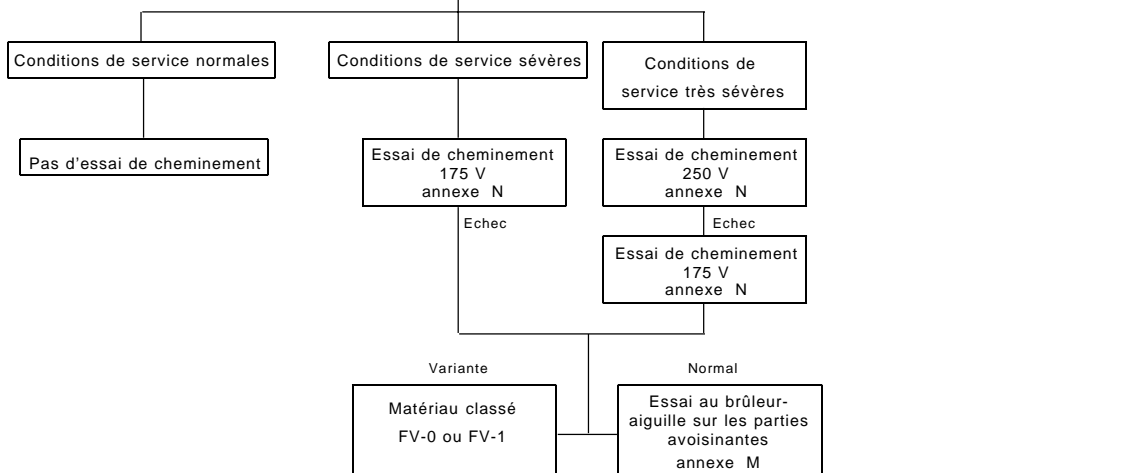 Conditions de service normales
Conditions de service sévères
Conditions de
service très sévères
Pas d'essai de cheminement
Essai de cheminement
175 V
annexe N
Essai de cheminement
250 V
annexe N
Echec
Echec
Essai de cheminement
175 V
annexe N
Variante
Normal
Matériau classé
FV-0 ou FV-1
Essai au brûleur-
aiguille sur les parties
avoisinantes
annexe M